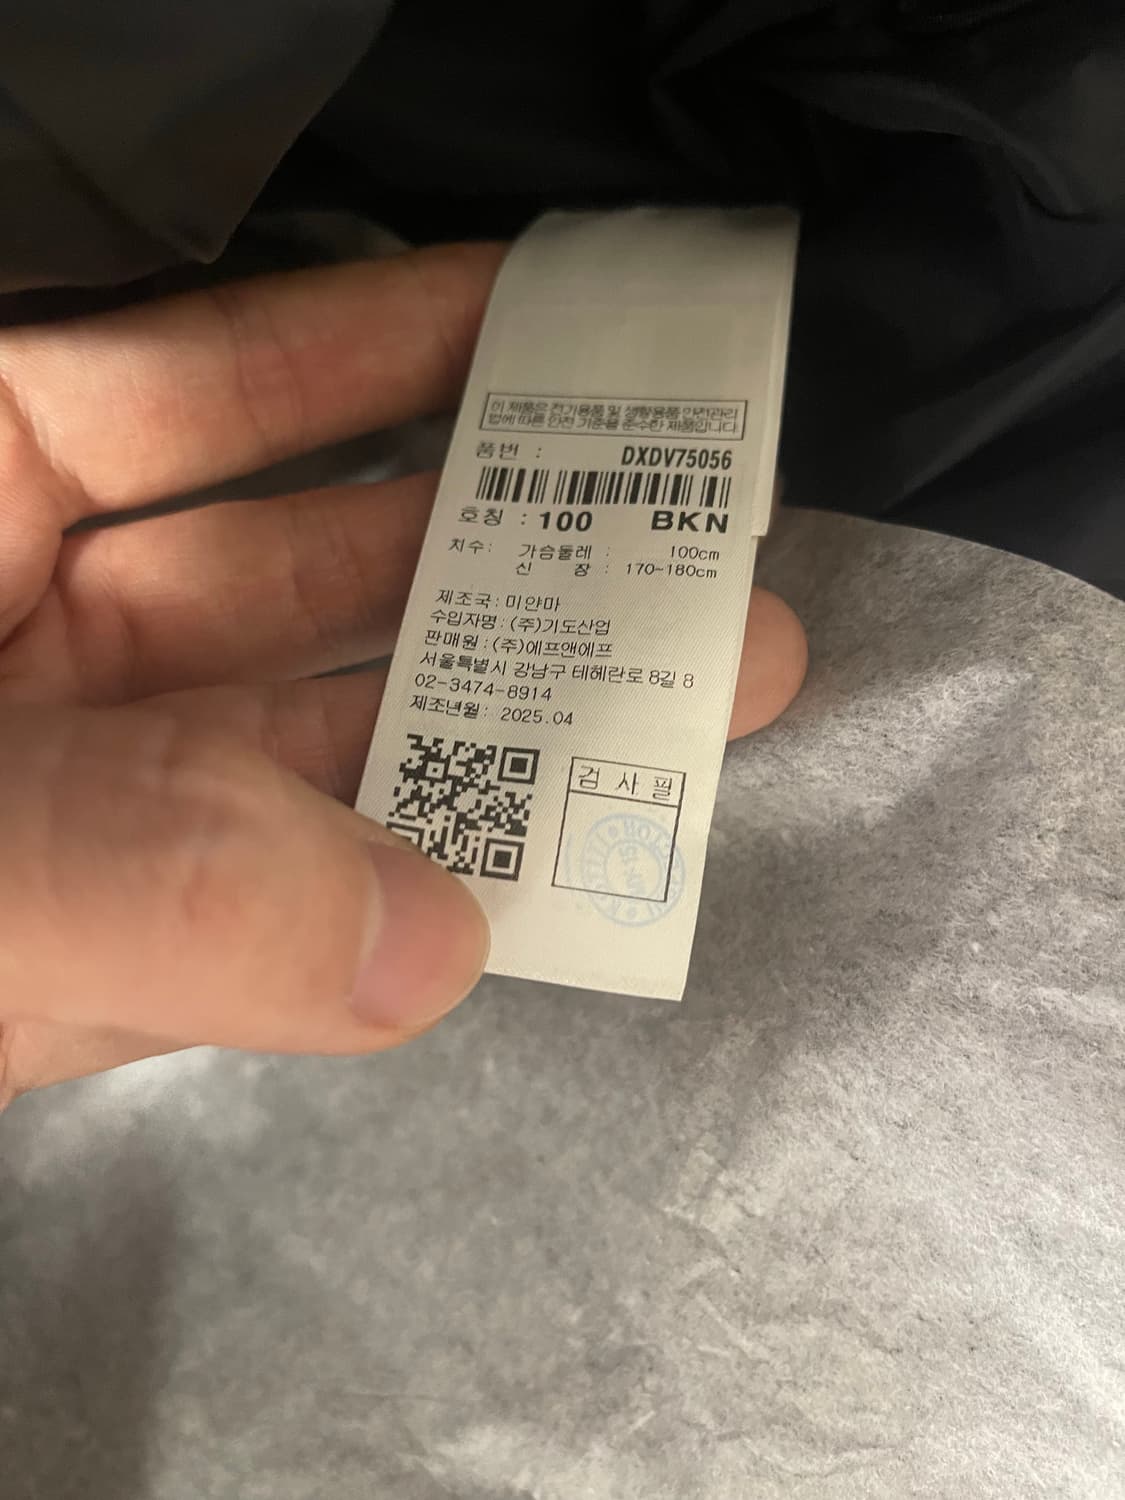 이 제품은 전기용품 및 생활용품 안전관리
법에 따른 안전 기준을 준수한 제품입니다
품번 : DXDV75056
호칭 : 100 BKN
치수: 가슴둘레 : 100cm
신 장 : 170~180cm
제조국: 미얀마
수입자명 : (주)기도산업
판매원 : (주)에프앤에프
서울특별시 강남구 테헤란로 8길 8
02-3474-8914
제조년월: 2025.04
검 사 필